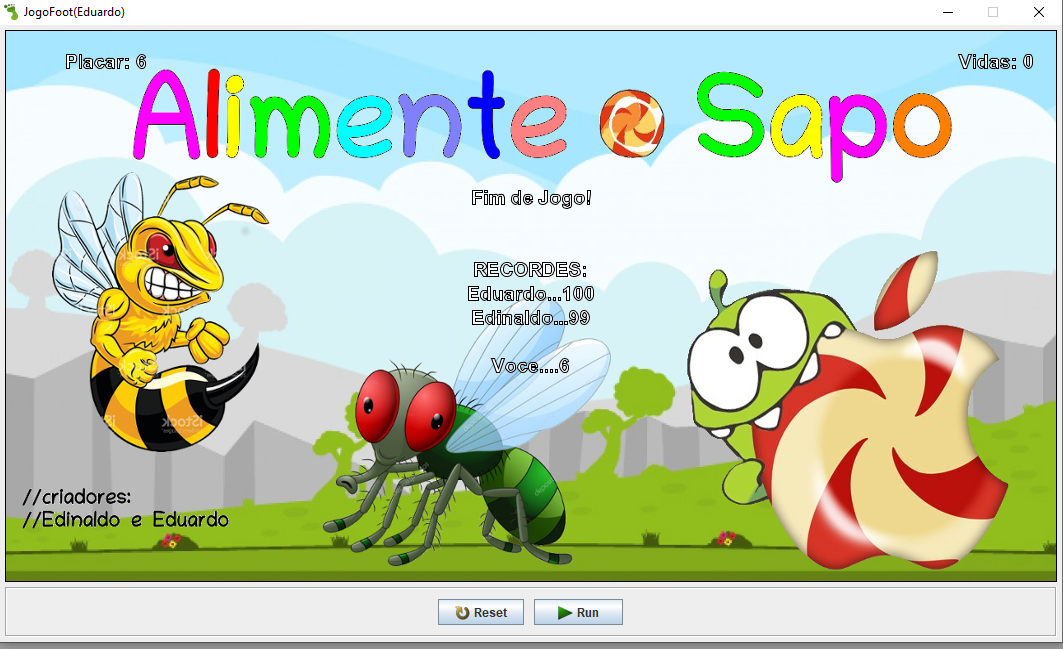 JogoFoot(Eduardo)
Placar: 6
Vidas: 0
Alimente o Sapo
Fim de Jogo!
RECORDES:
Eduardo...100
Edinaldo...99
Voce....6
//criadores:
//Edinaldo e Eduardo
Reset
Run